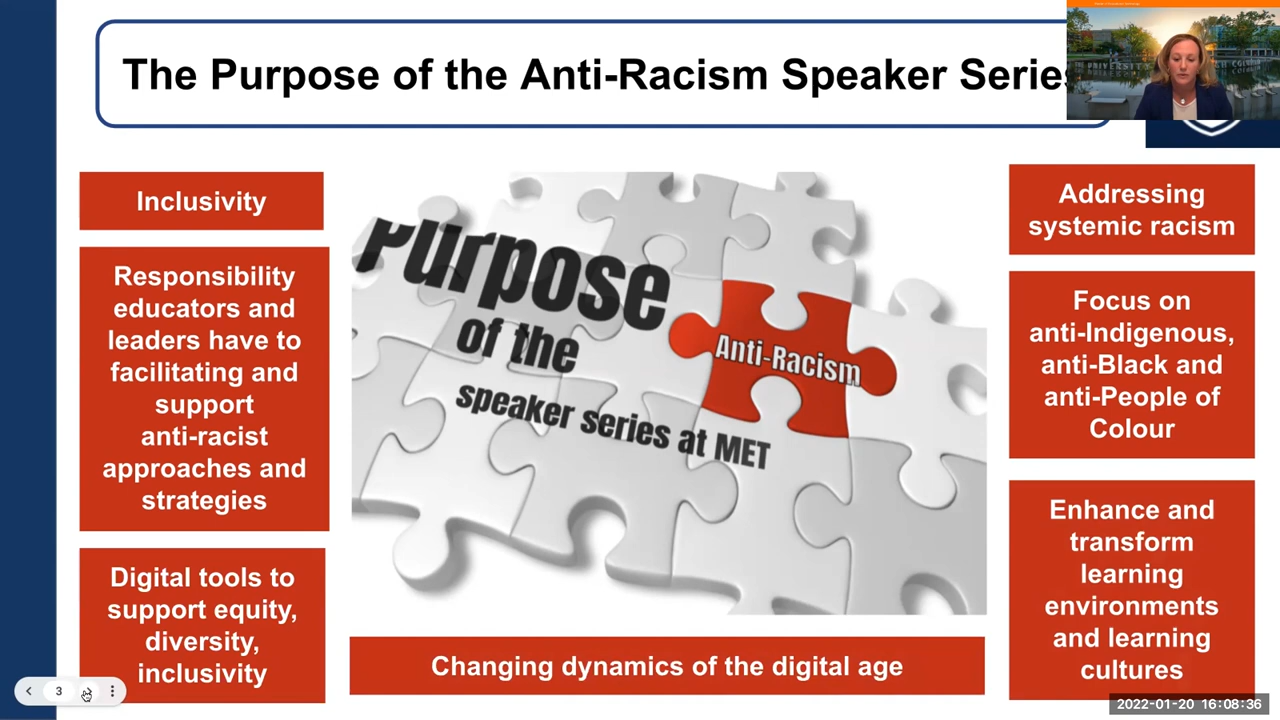 The Purpose of the Anti-Racism Speaker Series
Inclusivity
Responsibility
educators and
leaders have to
facilitating and
support
anti-racist
approaches and
strategies
Digital tools to
support equity,
diversity,
inclusivity
Purpose
of the
speaker series at MET
Anti-Racism
Changing dynamics of the digital age
Addressing
systemic racism
Focus on
anti-Indigenous,
anti-Black and
anti-People of
Colour
Enhance and
transform
learning
environments
and learning
cultures
3
2022-01-20 16:08:36